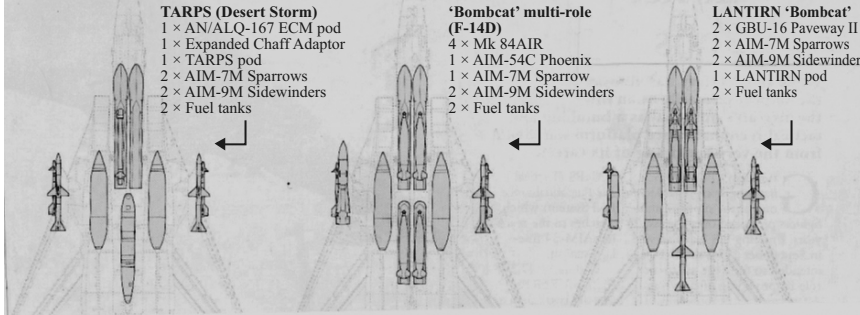 TARPS (Desert Storm)
1 × AN/ALQ-167 ECM pod
1 × Expanded Chaff Adaptor
1 × TARPS pod
2 × AIM-7M Sparrows
2 × AIM-9M Sidewinders
2 × Fuel tanks
‘Bombcat’ multi-role
(F-14D)
4 × Mk 84AIR
1 × AIM-54C Phoenix
1 × AIM-7M Sparrow
2 × AIM-9M Sidewinders
2 × Fuel tanks
LANTIRN ‘Bombcat’
2 × GBU-16 Paveway II
2 × AIM-7M Sparrows
2 × AIM-9M Sidewinder
1 × LANTIRN pod
2 × Fuel tanks